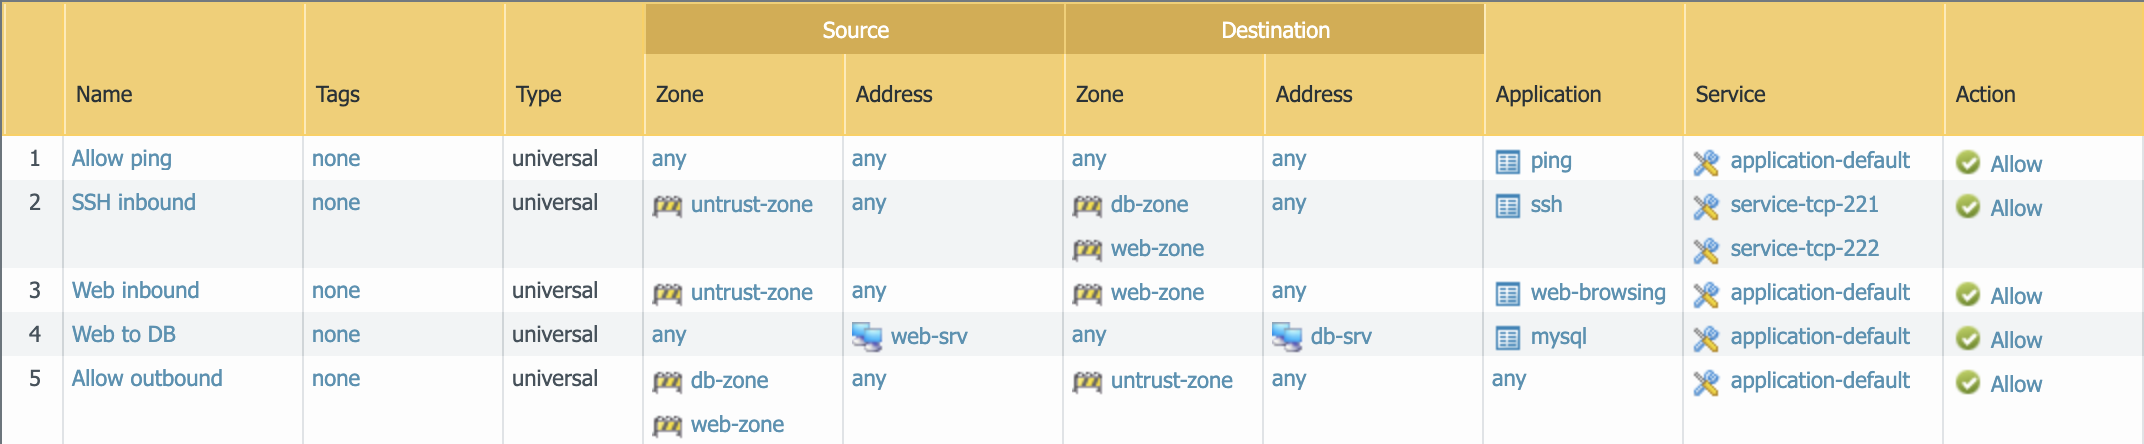 Source Destination
Name Tags Type Zone Address Zone Address Application Service Action
1 Allow ping none universal any any any any ping application-default Allow
2 SSH inbound none universal untrust-zone any db-zone any ssh service-tcp-221 Allow
web-zone service-tcp-222
3 Web inbound none universal untrust-zone any web-zone any web-browsing application-default Allow
4 Web to DB none universal any web-srv any db-srv mysql application-default Allow
5 Allow outbound none universal db-zone any untrust-zone any any application-default Allow
web-zone